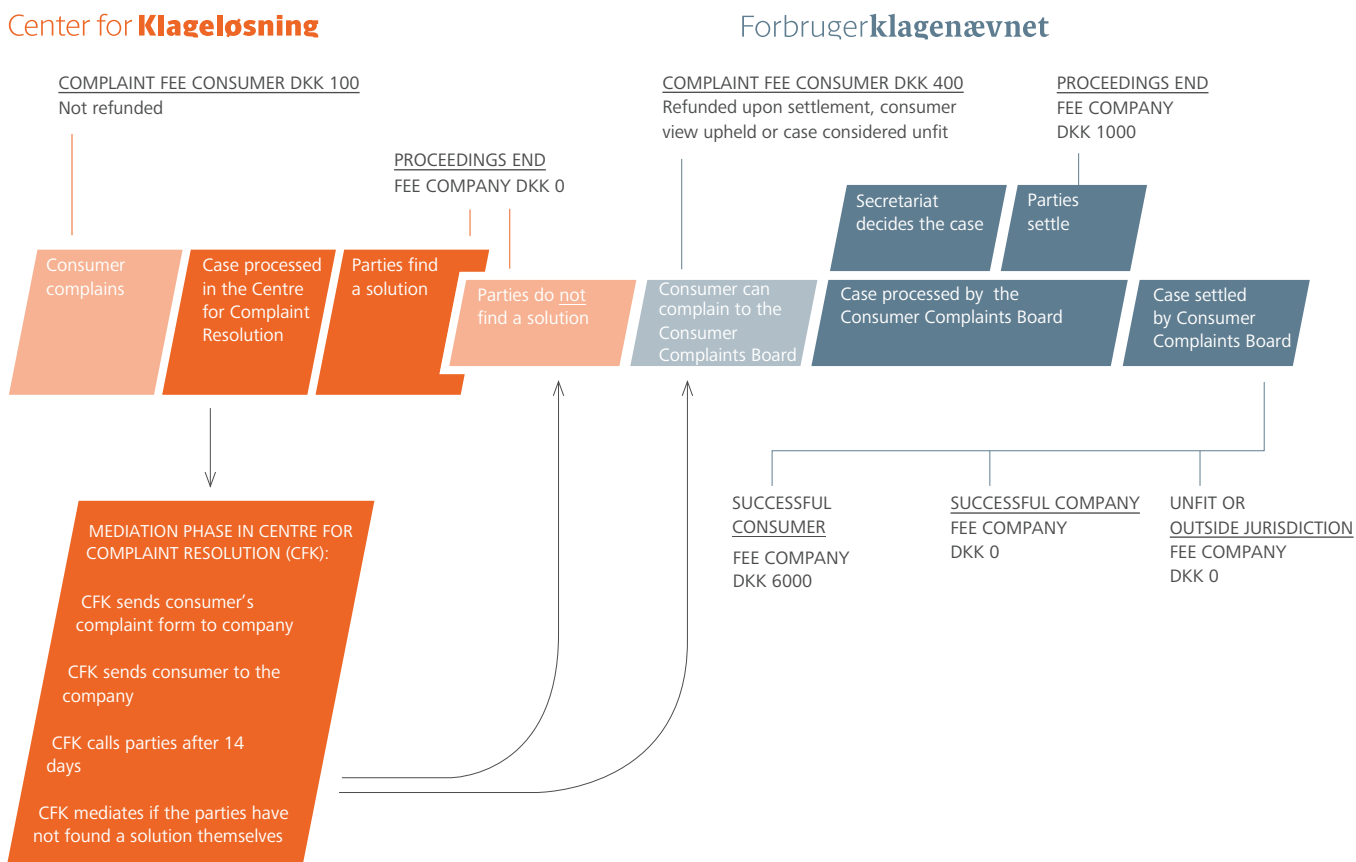 Center for Klageløsning
Forbrugerklagenævnet
COMPLAINT FEE CONSUMER DKK 100
Not refunded
COMPLAINT FEE CONSUMER DKK 400
Refunded upon settlement, consumer
view upheld or case considered unfit
PROCEEDINGS END
FEE COMPANY
DKK 1000
PROCEEDINGS END
FEE COMPANY DKK 0
Secretariat
decides the case
Parties
settle
Consumer
complains
Case processed
in the Centre
for Complaint
Resolution
Parties find
a solution
Parties do not
find a solution
Consumer can
complain to the
Consumer
Complaints Board
Case processed by the
Consumer Complaints Board
Case settled
by Consumer
Complaints Board
SUCCESSFUL
CONSUMER
FEE COMPANY
DKK 6000
SUCCESSFUL COMPANY
FEE COMPANY
DKK 0
UNFIT OR
OUTSIDE JURISDICTION
FEE COMPANY
DKK 0
MEDIATION PHASE IN CENTRE FOR
COMPLAINT RESOLUTION (CFK):
CFK sends consumer’s
complaint form to company
CFK sends consumer to the
company
CFK calls parties after 14
days
CFK mediates if the parties have
not found a solution themselves